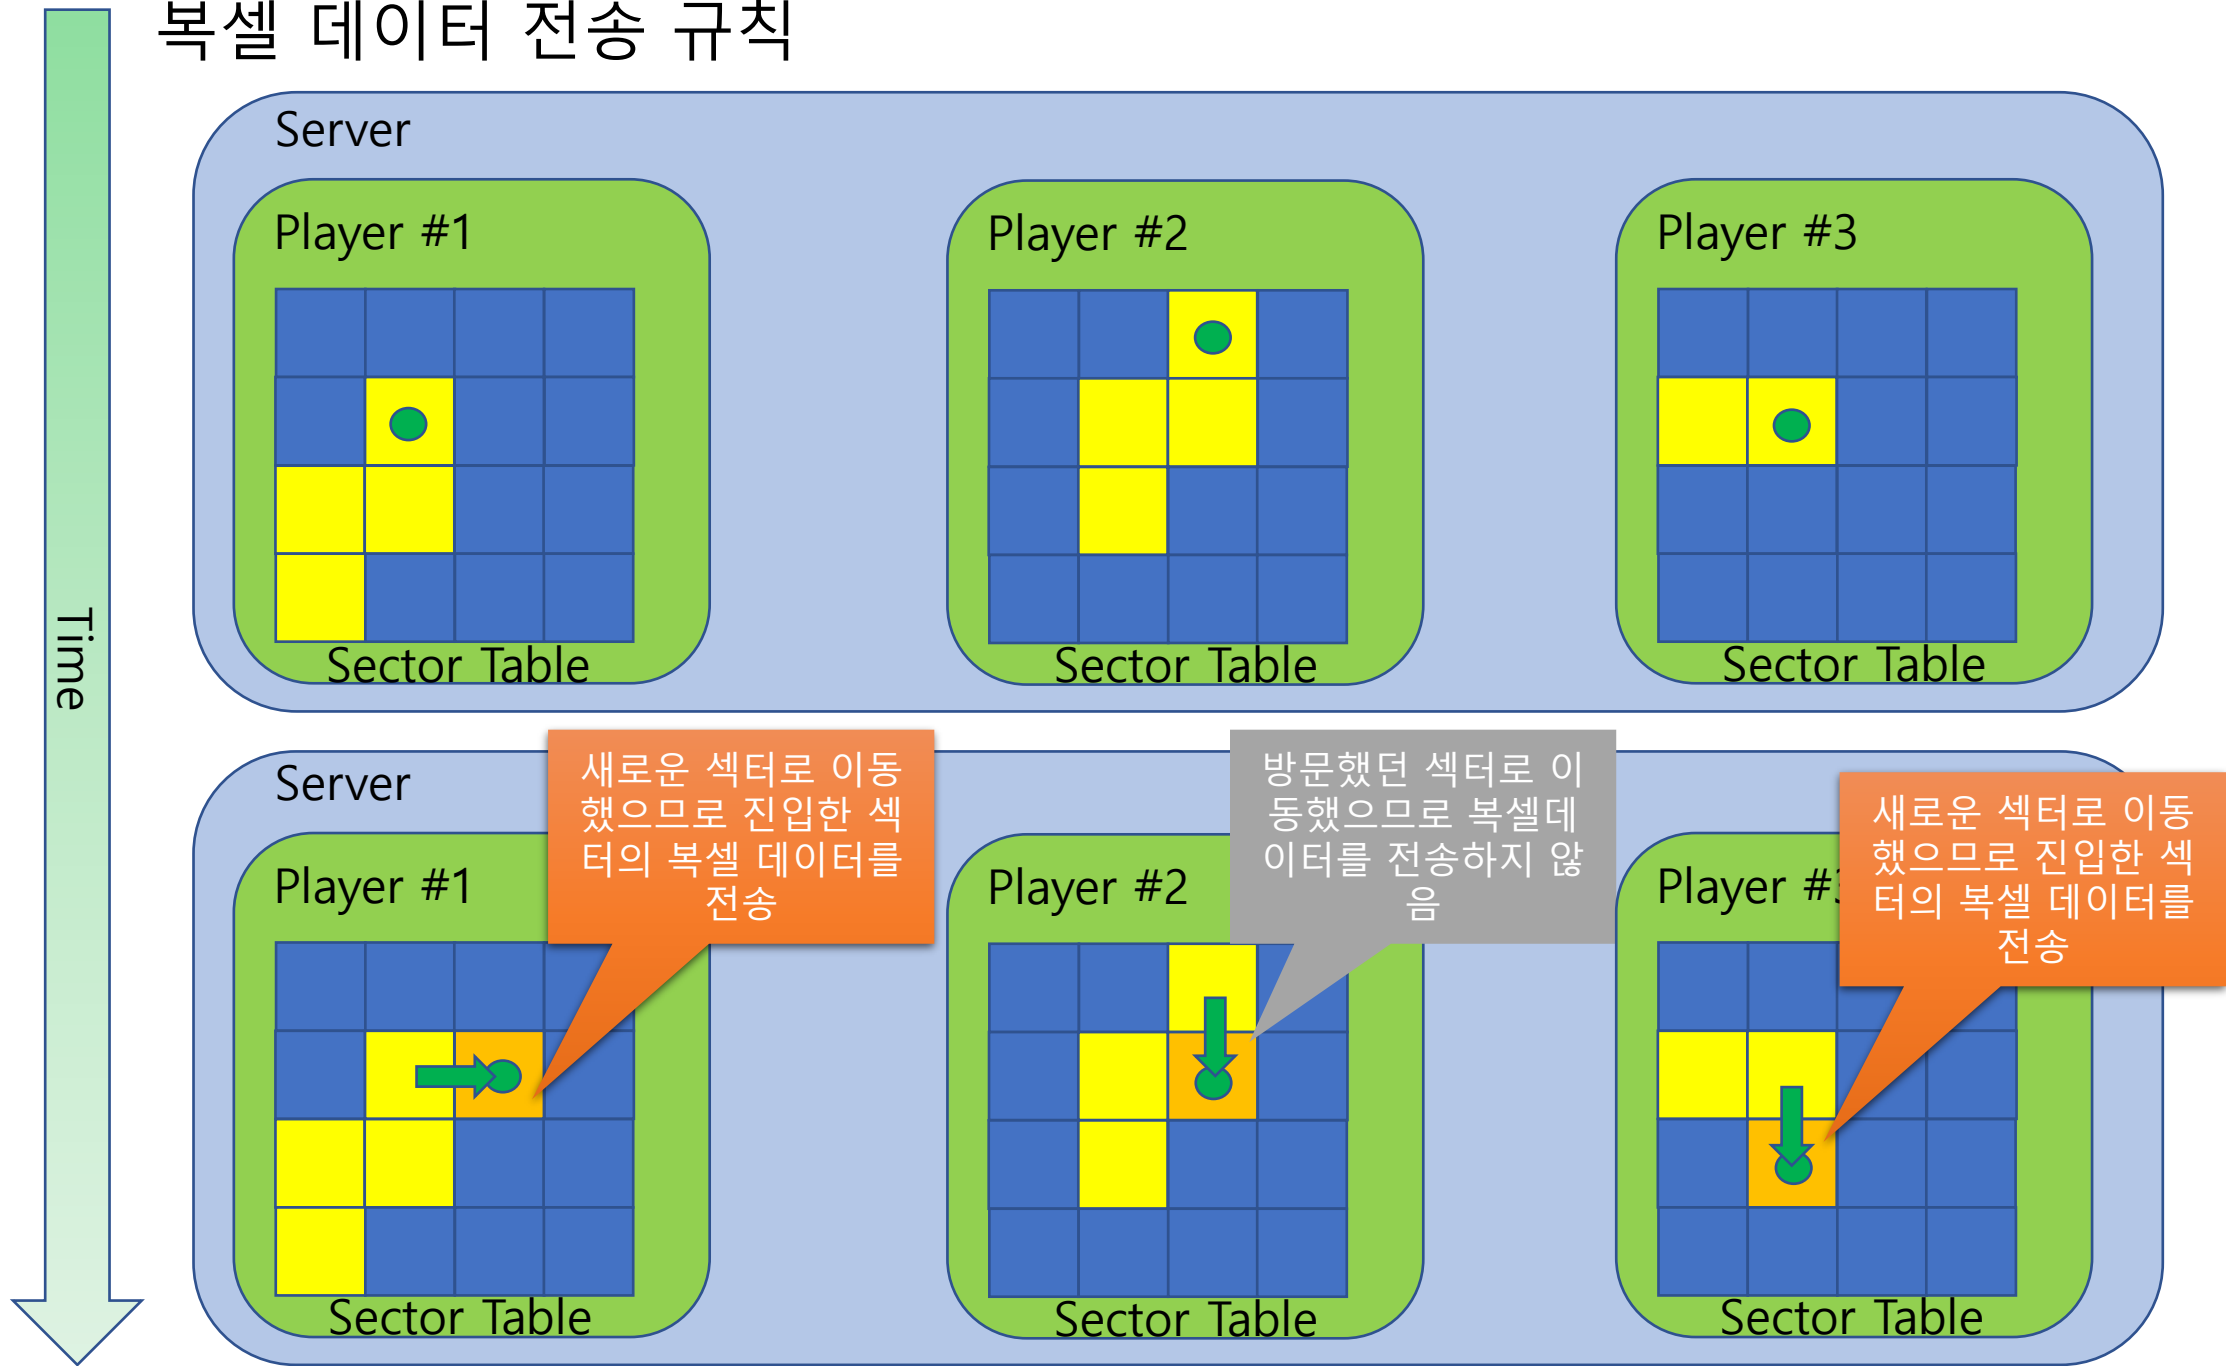 복셀 데이터 전송 규칙
Server
Player #1
Player #2
Player #3
Sector Table
Sector Table
Sector Table
Time
Server
새로운 섹터로 이동
했으므로 진입한 섹
터의 복셀 데이터를
전송
방문했던 섹터로 이
동했으므로 복셀데
이터를 전송하지 않
음
새로운 섹터로 이동
했으므로 진입한 섹
터의 복셀 데이터를
전송
Player #1
Player #2
Player #3
Sector Table
Sector Table
Sector Table